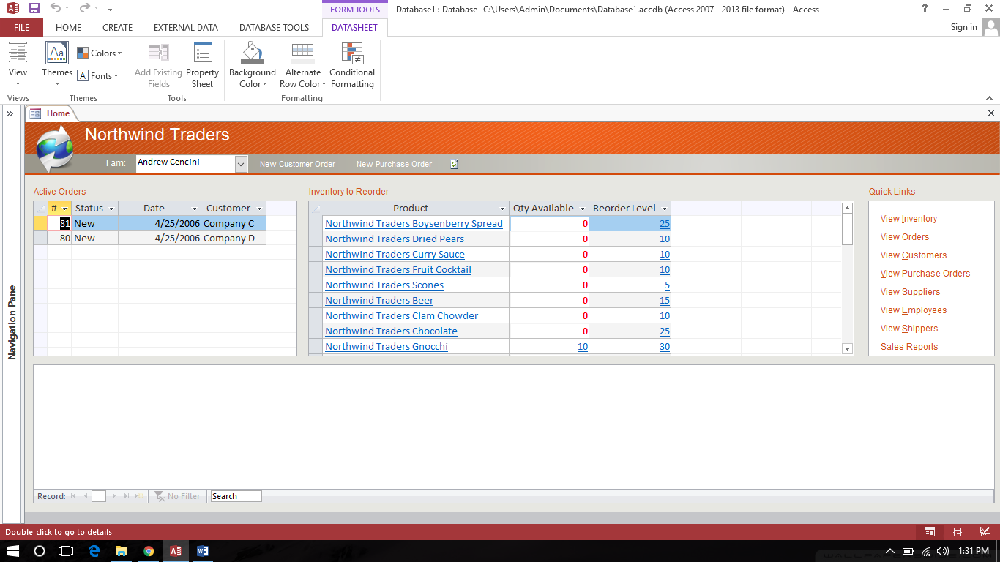 FORM TOOLS
Database1 : Database- C:\Users\Admin\Documents\Database1.accdb (Access 2007 - 2013 file format) - Access
FILE HOME CREATE EXTERNAL DATA DATABASE TOOLS DATASHEET Sign in
View
Themes
Colors
Fonts
Add Existing Fields
Property Sheet
Background Color
Alternate Row Color
Conditional Formatting
Views Themes Tools Formatting
Home
Northwind Traders
I am: Andrew Cencini New Customer Order New Purchase Order
Navigation Pane
Active Orders
# Status Date Customer
81 New 4/25/2006 Company C
80 New 4/25/2006 Company D
Inventory to Reorder
Product Qty Available Reorder Level
Northwind Traders Boysenberry Spread 0 25
Northwind Traders Dried Pears 0 10
Northwind Traders Curry Sauce 0 10
Northwind Traders Fruit Cocktail 0 10
Northwind Traders Scones 0 5
Northwind Traders Beer 0 15
Northwind Traders Clam Chowder 0 10
Northwind Traders Chocolate 0 25
Northwind Traders Gnocchi 10 30
Quick Links
View Inventory
View Orders
View Customers
View Purchase Orders
View Suppliers
View Employees
View Shippers
Sales Reports
Record: No Filter Search
Double-click to go to details
1:31 PM